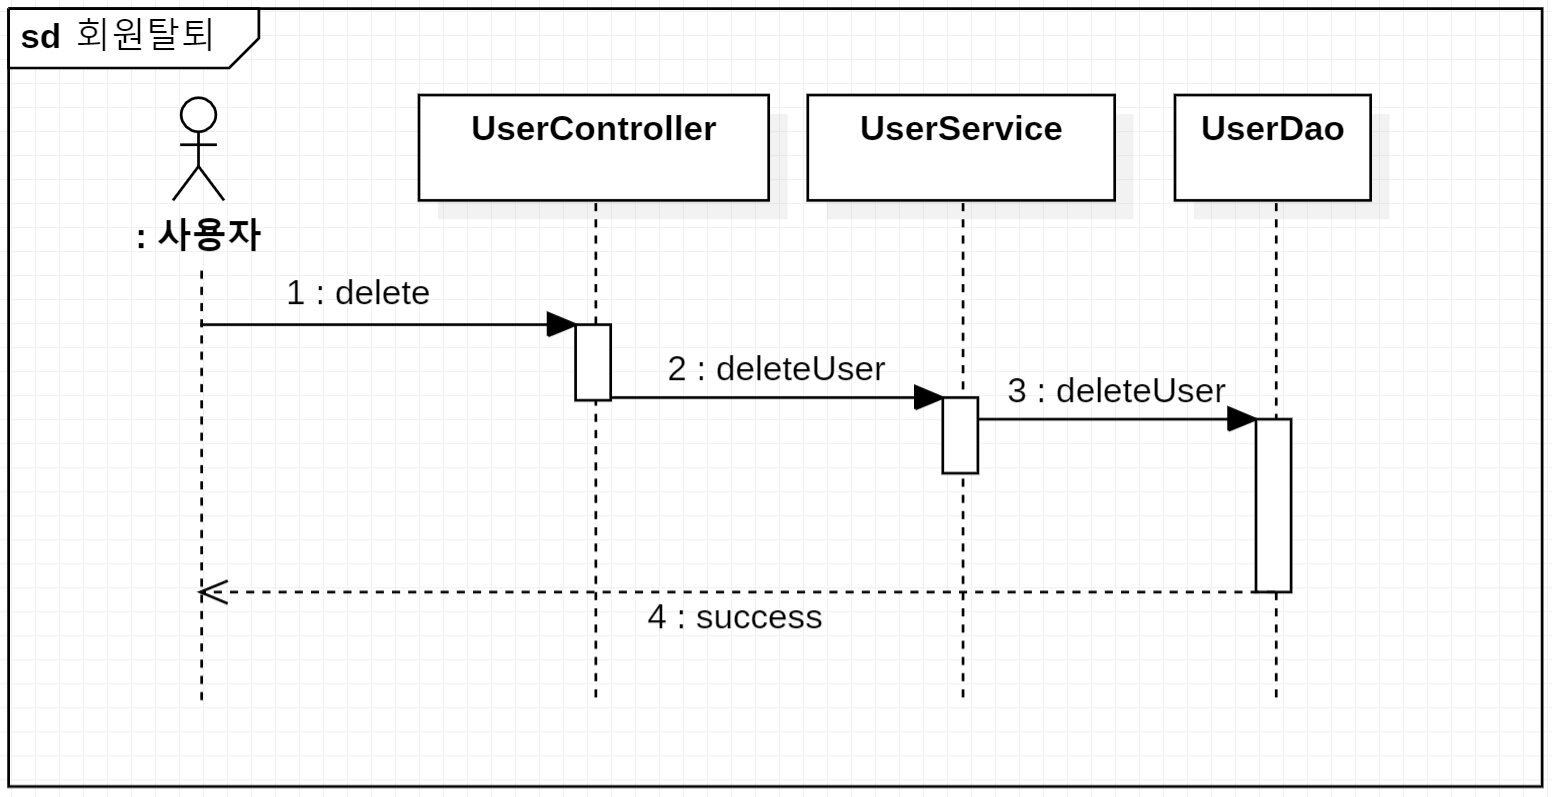 sd 회원탈퇴
UserController
UserService
UserDao
: 사용자
1 : delete
2 : deleteUser
3 : deleteUser
4 : success